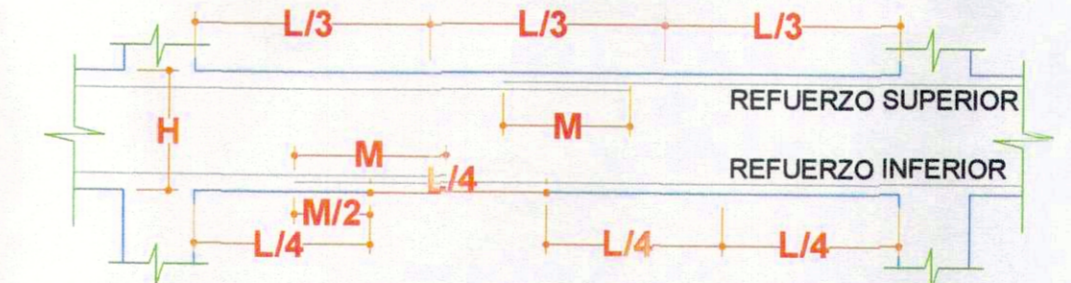 L/3 L/3 L/3
REFUERZO SUPERIOR
H M
M REFUERZO INFERIOR
L/4
M/2
L/4 L/4 L/4